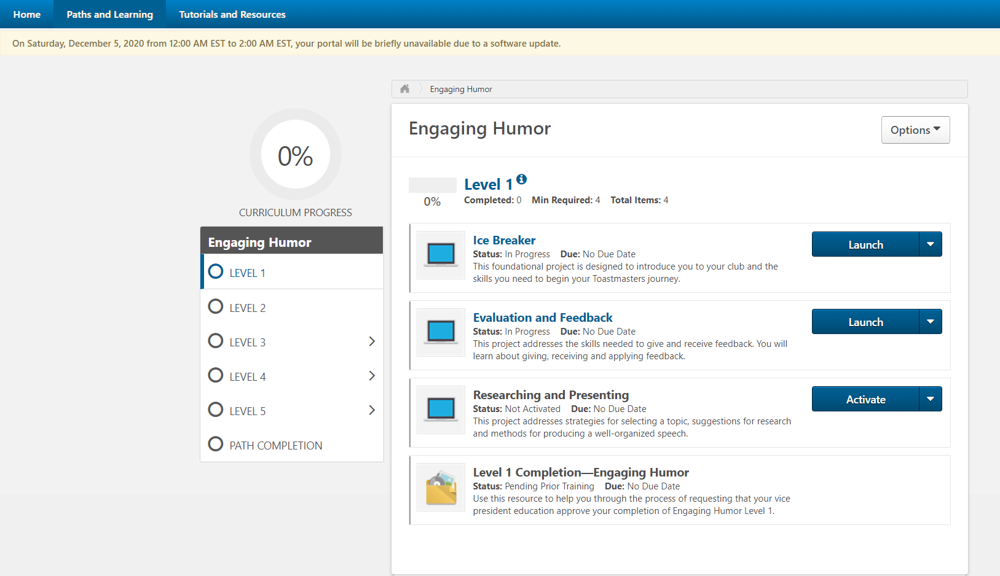 Home Paths and Learning Tutorials and Resources
On Saturday, December 5, 2020 from 12:00 AM EST to 2:00 AM EST, your portal will be briefly unavailable due to a software update.
0%
CURRICULUM PROGRESS
Engaging Humor
LEVEL 1
LEVEL 2
LEVEL 3
LEVEL 4
LEVEL 5
PATH COMPLETION
Engaging Humor
Engaging Humor
Options
Level 1
0%
Completed: 0 Min Required: 4 Total Items: 4
Ice Breaker
Status: In Progress Due: No Due Date
This foundational project is designed to introduce you to your club and the
skills you need to begin your Toastmasters journey.
Launch
Evaluation and Feedback
Status: In Progress Due: No Due Date
This project addresses the skills needed to give and receive feedback. You will
learn about giving, receiving and applying feedback.
Launch
Researching and Presenting
Status: Not Activated Due: No Due Date
This project addresses strategies for selecting a topic, suggestions for research
and methods for producing a well-organized speech.
Activate
Level 1 Completion—Engaging Humor
Status: Pending Prior Training Due: No Due Date
Use this resource to help you through the process of requesting that your vice
president education approve your completion of Engaging Humor Level 1.